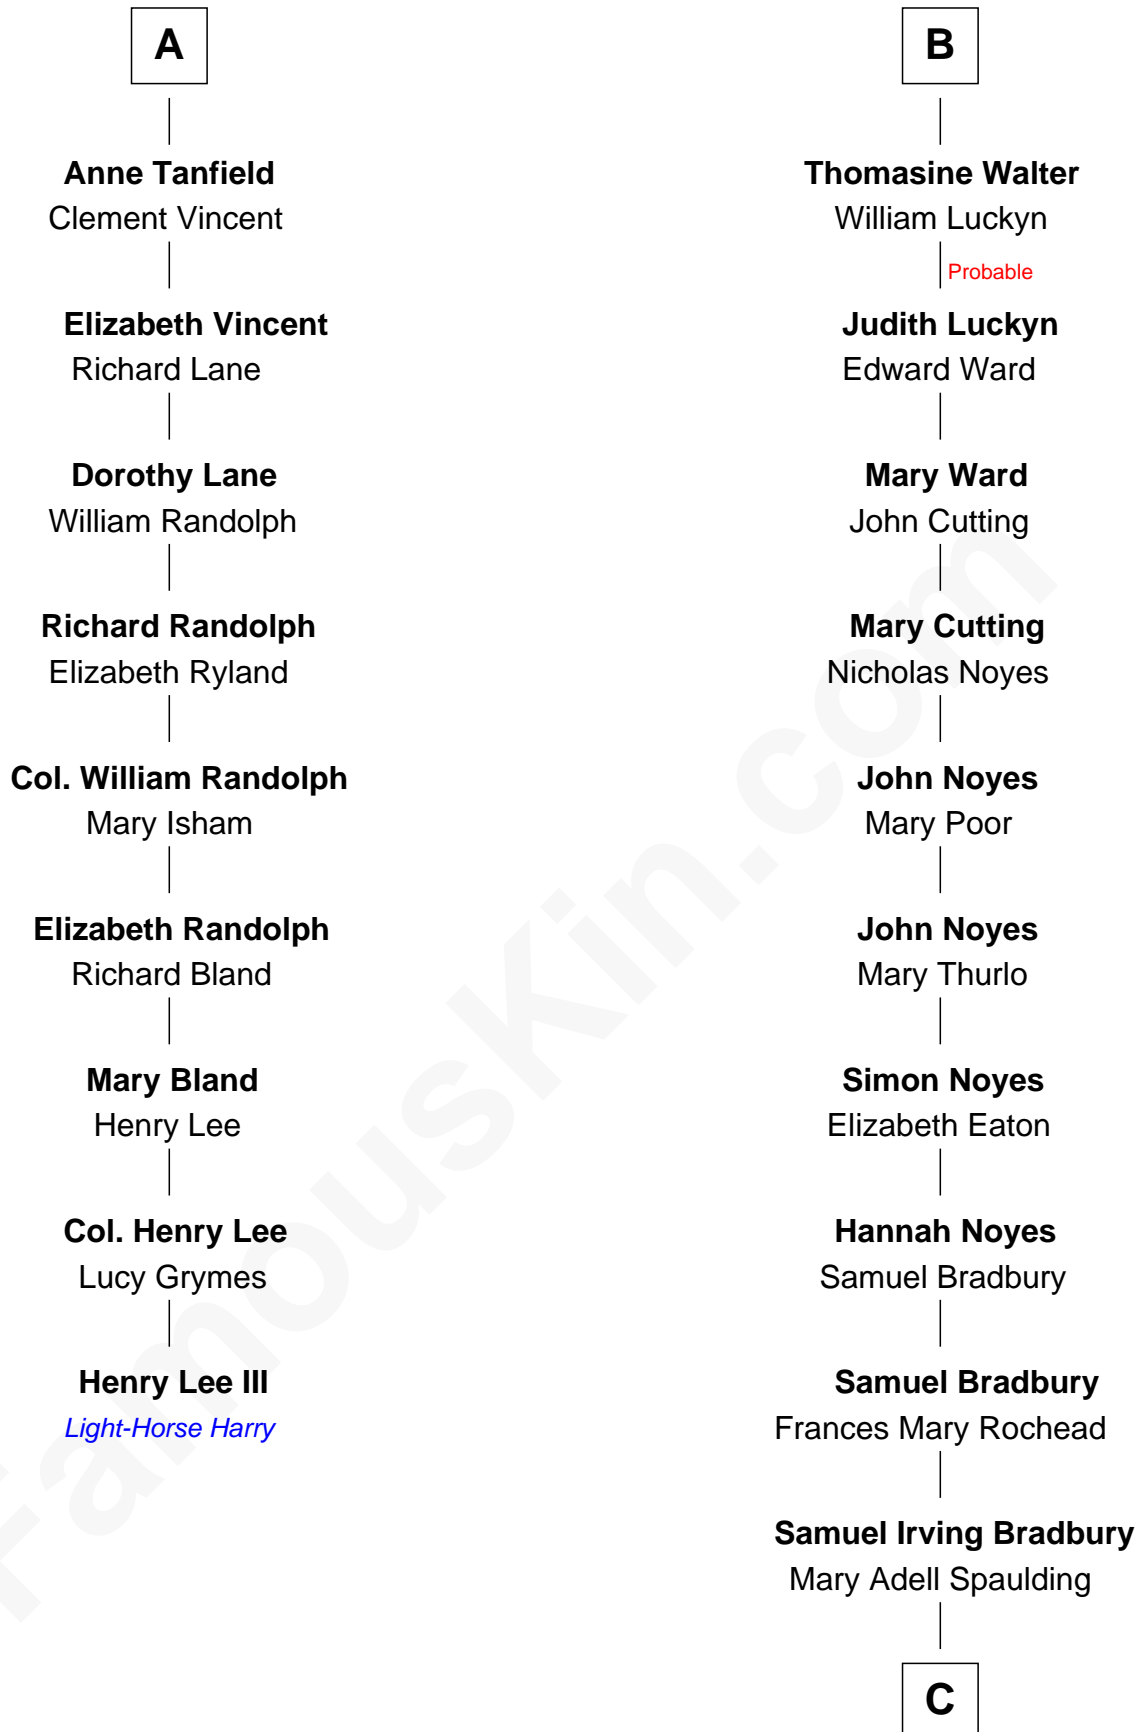 A
Anne Tanfield
Clement Vincent
Elizabeth Vincent
Richard Lane
Dorothy Lane
William Randolph
Richard Randolph
Elizabeth Ryland
Col. William Randolph
Mary Isham
Elizabeth Randolph
Richard Bland
Mary Bland
Henry Lee
Col. Henry Lee
Lucy Grymes
Henry Lee III
Light-Horse Harry
B
Thomasine Walter
William Luckyn
Probable
Judith Luckyn
Edward Ward
Mary Ward
John Cutting
Mary Cutting
Nicholas Noyes
John Noyes
Mary Poor
John Noyes
Mary Thurlo
Simon Noyes
Elizabeth Eaton
Hannah Noyes
Samuel Bradbury
Samuel Bradbury
Frances Mary Rochead
Samuel Irving Bradbury
Mary Adell Spaulding
C
FamousKin.com